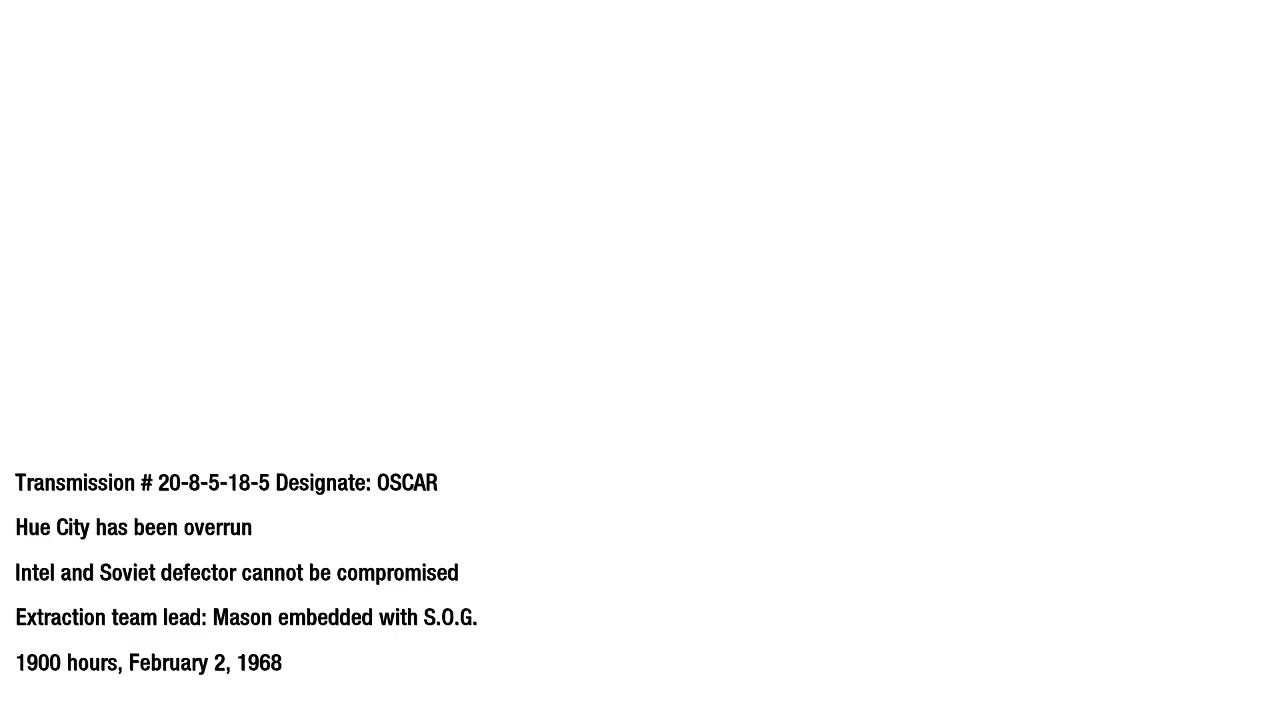 Transmission # 20-8-5-18-5 Designate: OSCAR
Hue City has been overrun
Intel and Soviet defector cannot be compromised
Extraction team lead: Mason embedded with S.O.G.
1900 hours, February 2, 1968